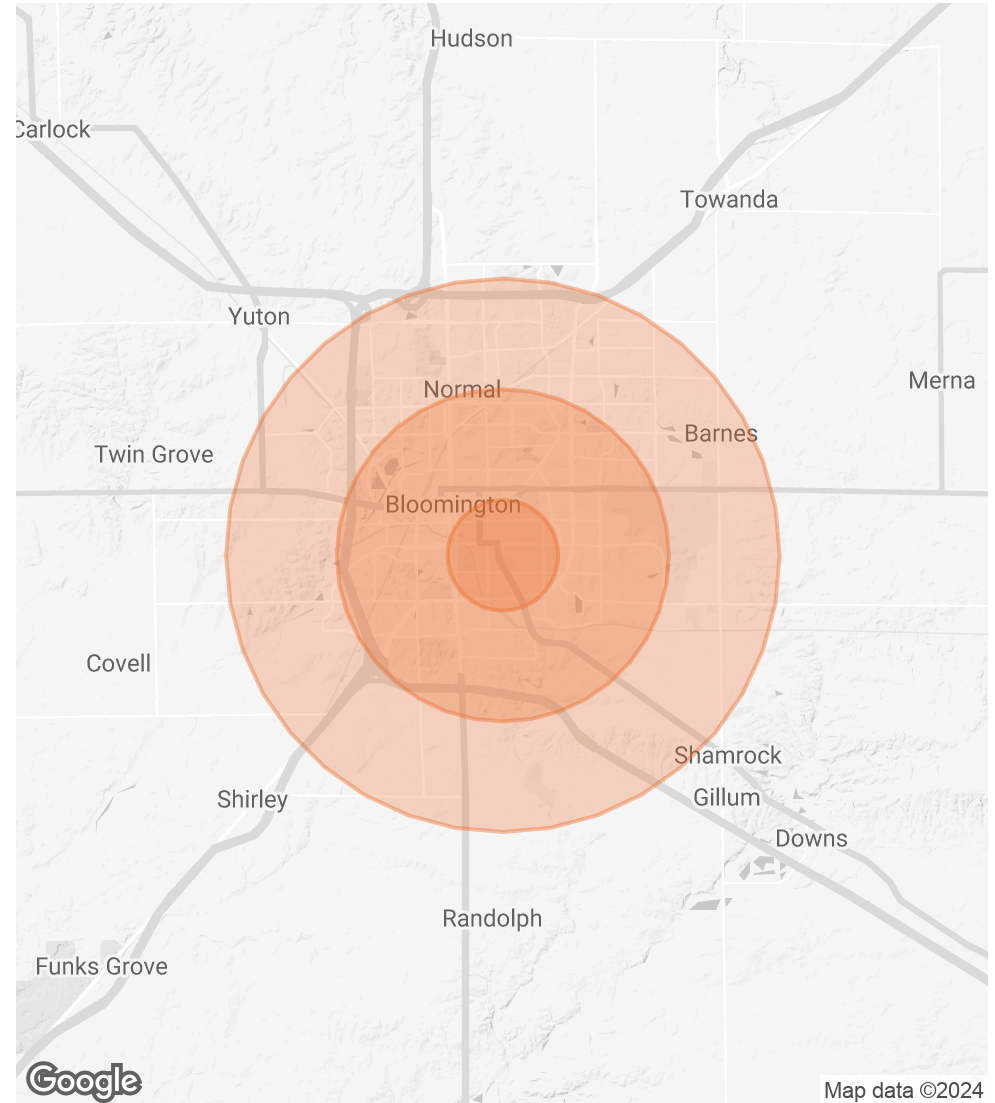 Hudson
Carlock
Towanda
Yuton
Merna
Normal
Barnes
Twin Grove
Bloomington
Covell
Shamrock
Gillum
Shirley
Downs
Randolph
Funks Grove
Google
Map data ©2024